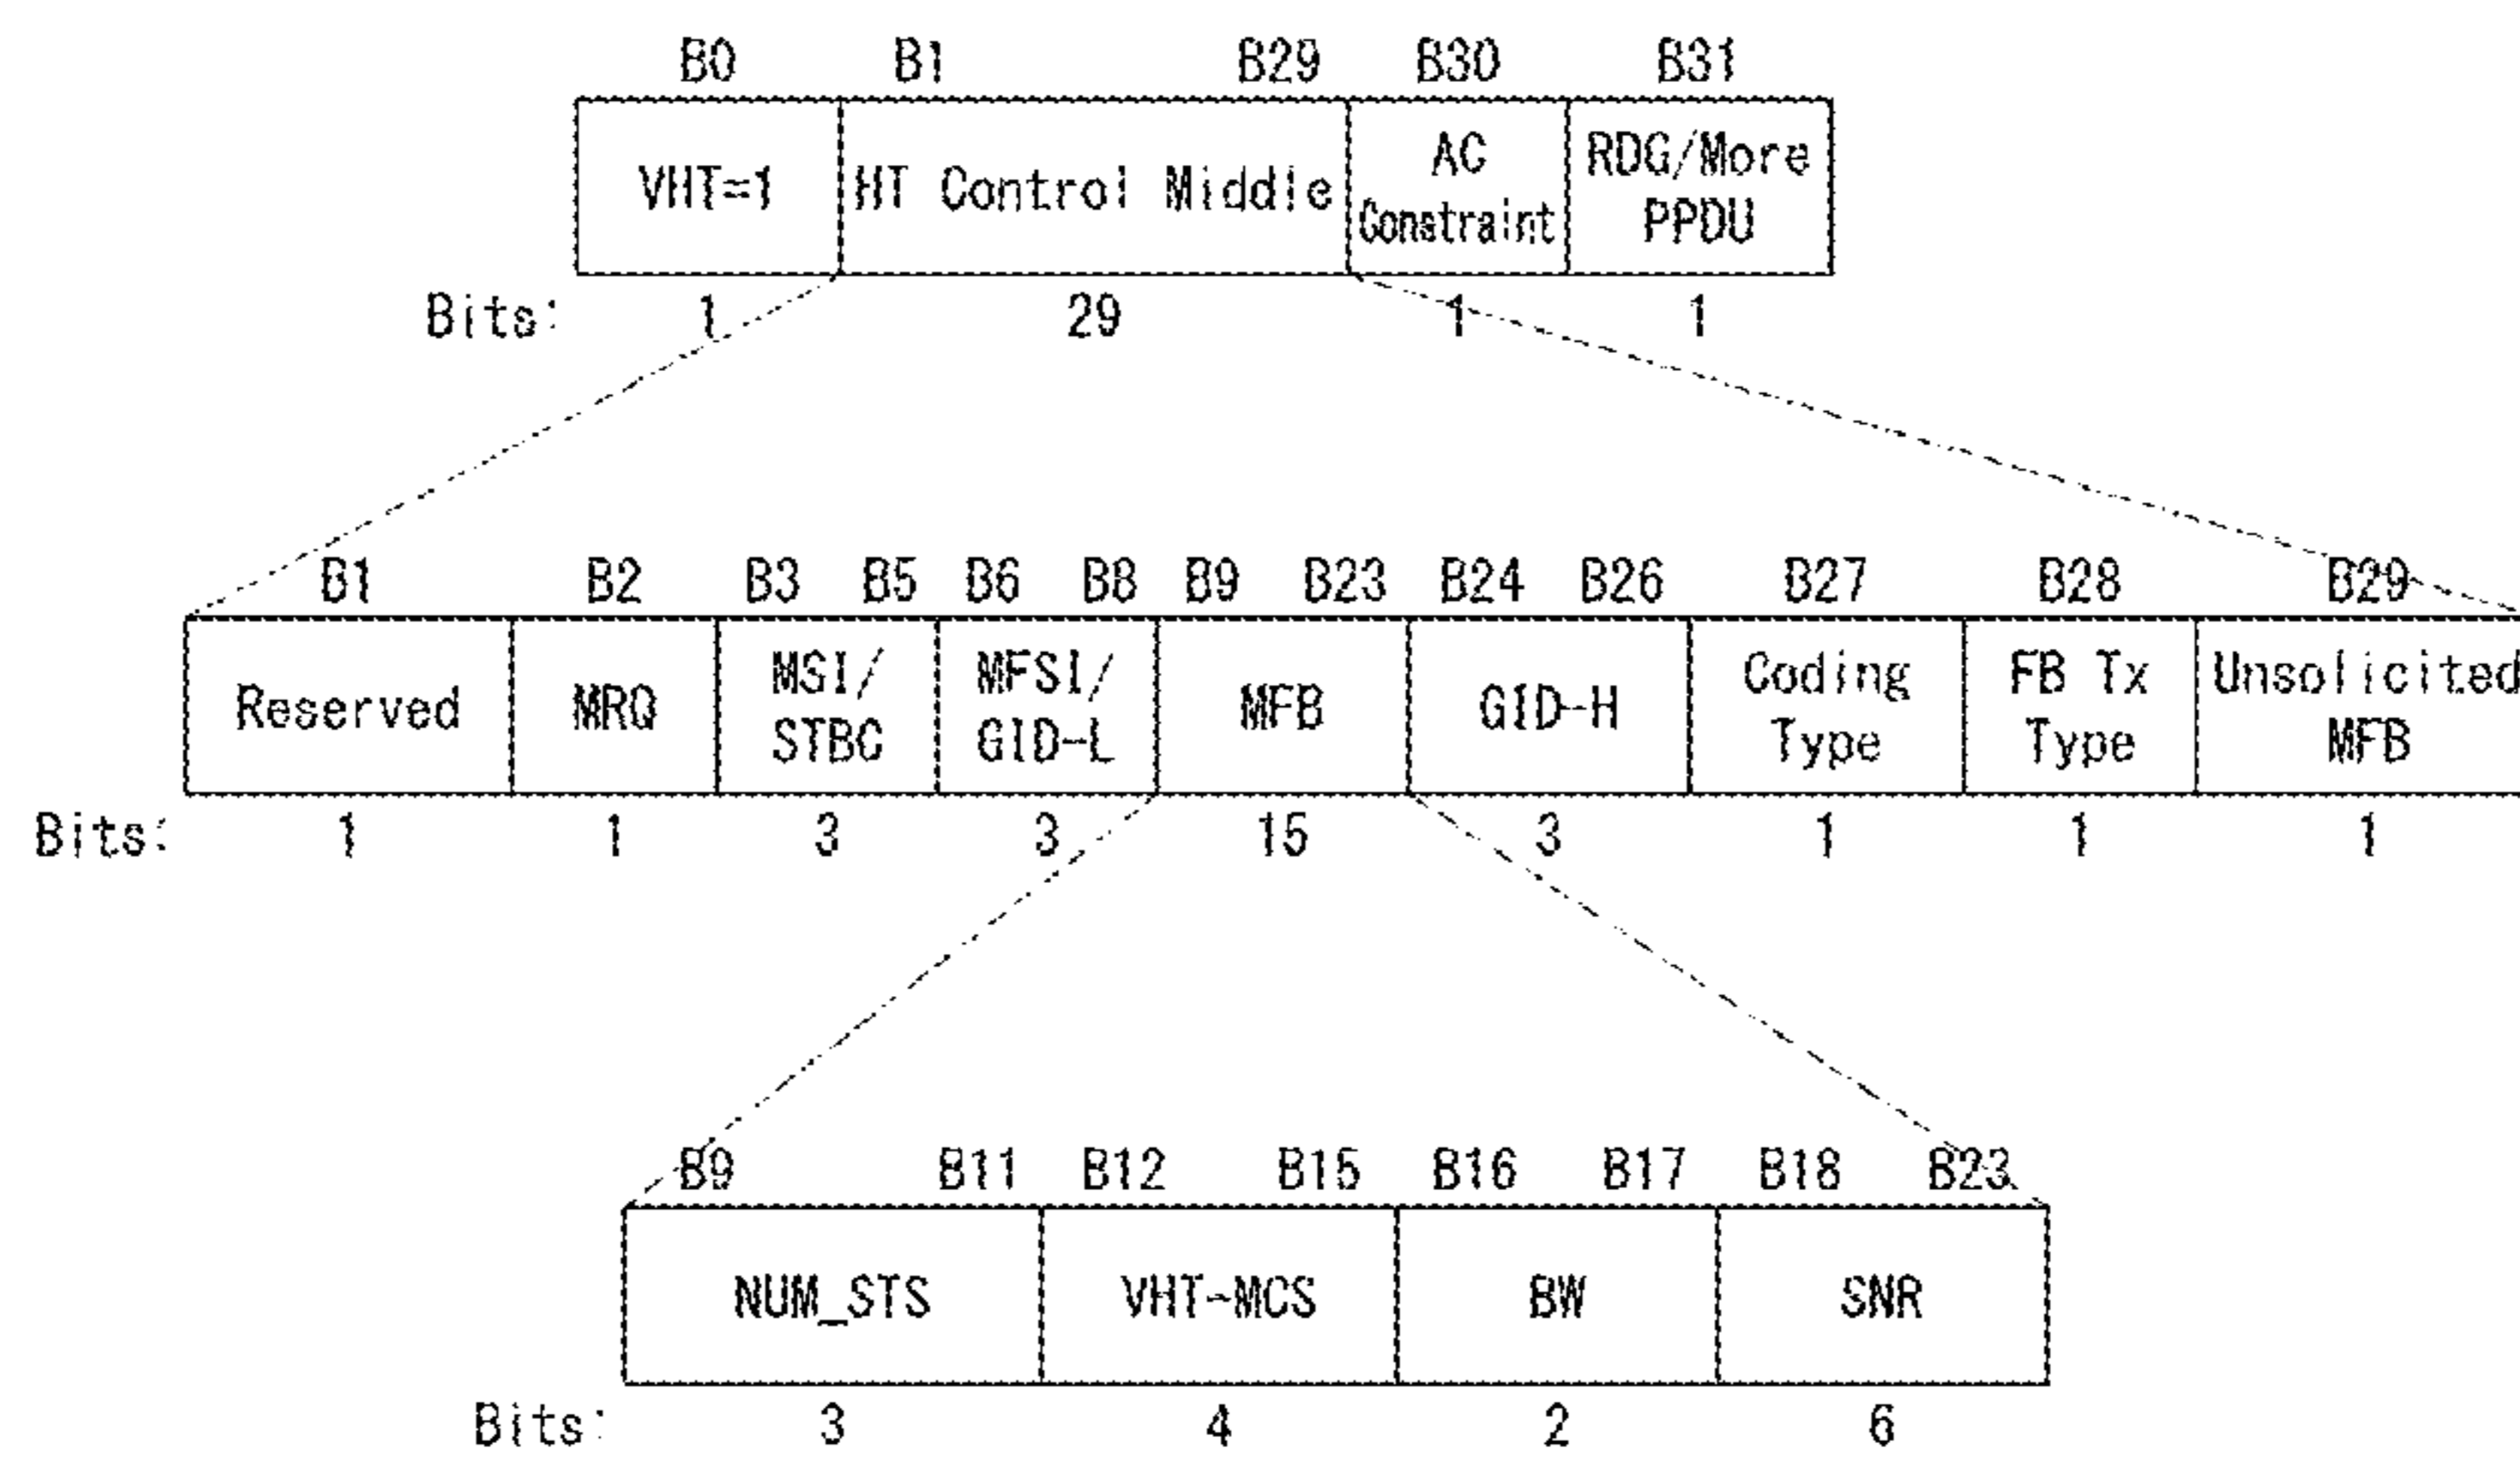 B0 B1 B29 B30 B31
VHT=1 HT Control Middle AC Constraint RDG/More PPDU
Bits: 1 29 1 1
B1 B2 B3 B5 B6 B8 B9 B23 B24 B26 B27 B28 B29
Reserved MRQ MSI/ STBC MFSI/ GID-L MFB GID-H Coding Type FB Tx Type Unsolicited MFB
Bits: 1 1 3 3 15 3 1 1 1
B9 B11 B12 B15 B16 B17 B18 B23
NUM_STS VHT-MCS BW SNR
Bits: 3 4 2 6